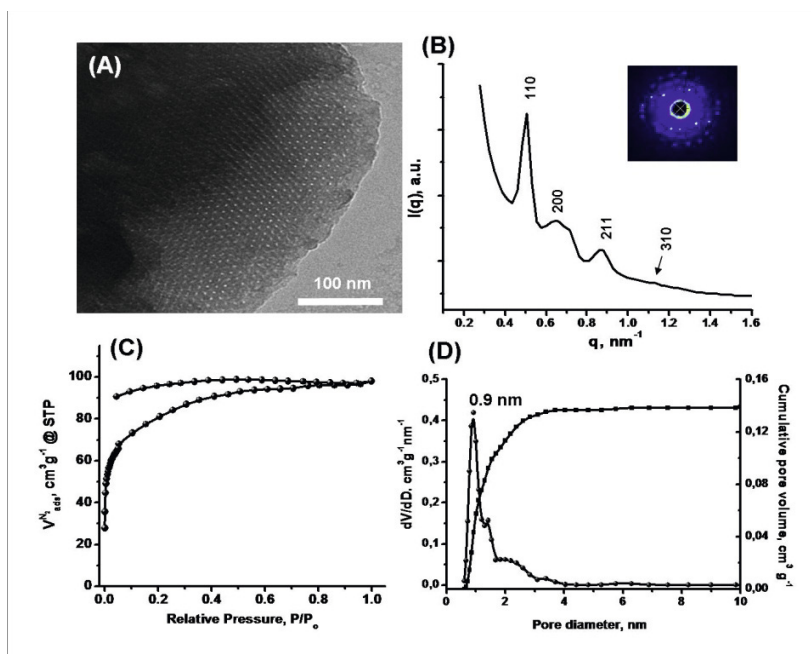 (A)
100 nm
(B)
I(q), a.u.
110
200
211
310
0.2 0.4 0.6 0.8 1.0 1.2 1.4 1.6
q, nm⁻¹
(C)
V^N₂_ads, cm³g⁻¹ @ STP
100
80
60
40
20
0
0.0 0.2 0.4 0.6 0.8 1.0
Relative Pressure, P/P₀
(D)
0.9 nm
dV/dD. cm³g⁻¹nm⁻¹
0,5
0,4
0,3
0,2
0,1
0,0
0 2 4 6 8 10
Pore diameter, nm
0,16
0,12
0,08
0,04
0,00
Cumulative pore volume, cm³ g⁻¹